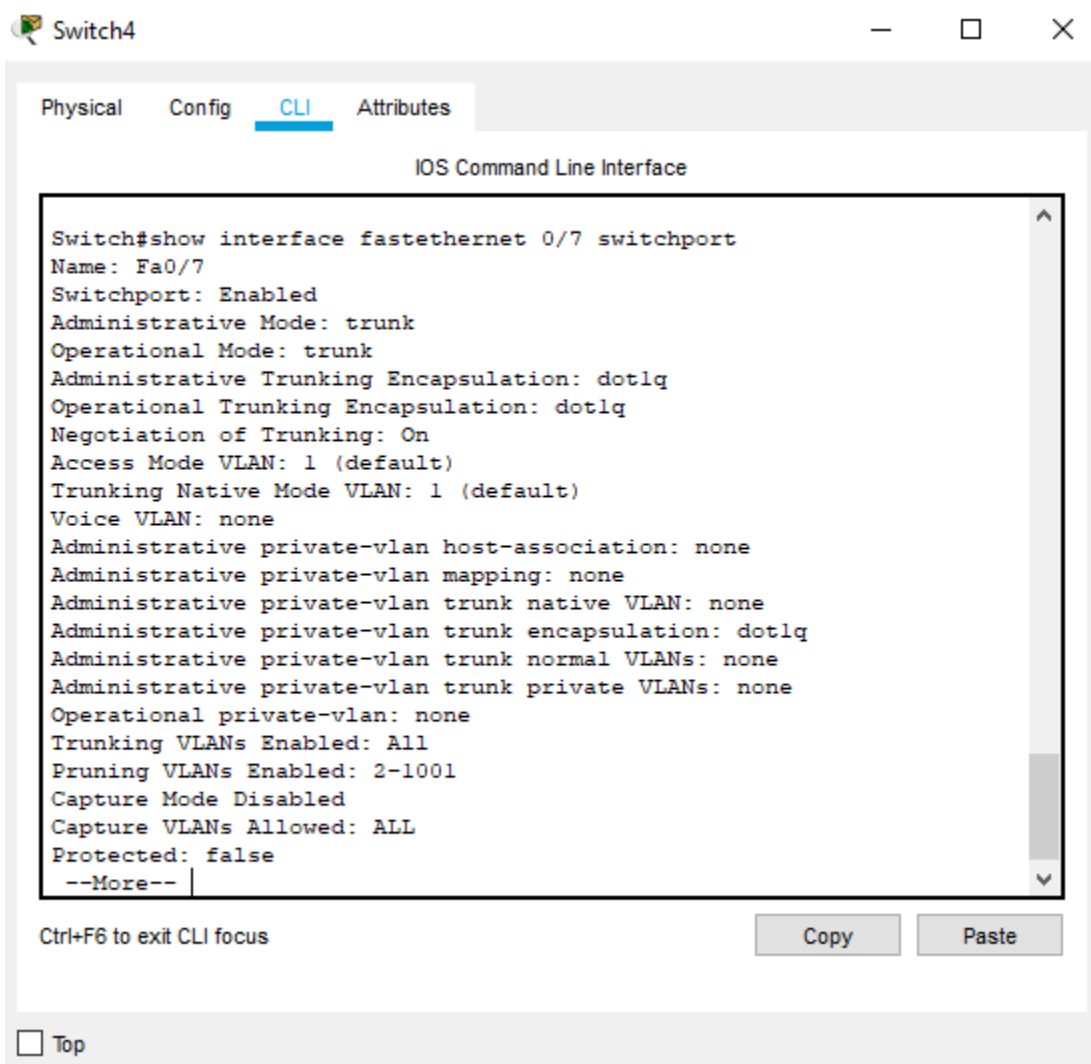 Switch4
Physical Config CLI Attributes
IOS Command Line Interface
Switch#show interface fastethernet 0/7 switchport
Name: Fa0/7
Switchport: Enabled
Administrative Mode: trunk
Operational Mode: trunk
Administrative Trunking Encapsulation: dot1q
Operational Trunking Encapsulation: dot1q
Negotiation of Trunking: On
Access Mode VLAN: 1 (default)
Trunking Native Mode VLAN: 1 (default)
Voice VLAN: none
Administrative private-vlan host-association: none
Administrative private-vlan mapping: none
Administrative private-vlan trunk native VLAN: none
Administrative private-vlan trunk encapsulation: dot1q
Administrative private-vlan trunk normal VLANs: none
Administrative private-vlan trunk private VLANs: none
Operational private-vlan: none
Trunking VLANs Enabled: All
Pruning VLANs Enabled: 2-1001
Capture Mode Disabled
Capture VLANs Allowed: ALL
Protected: false
--More--
Ctrl+F6 to exit CLI focus Copy Paste
Top